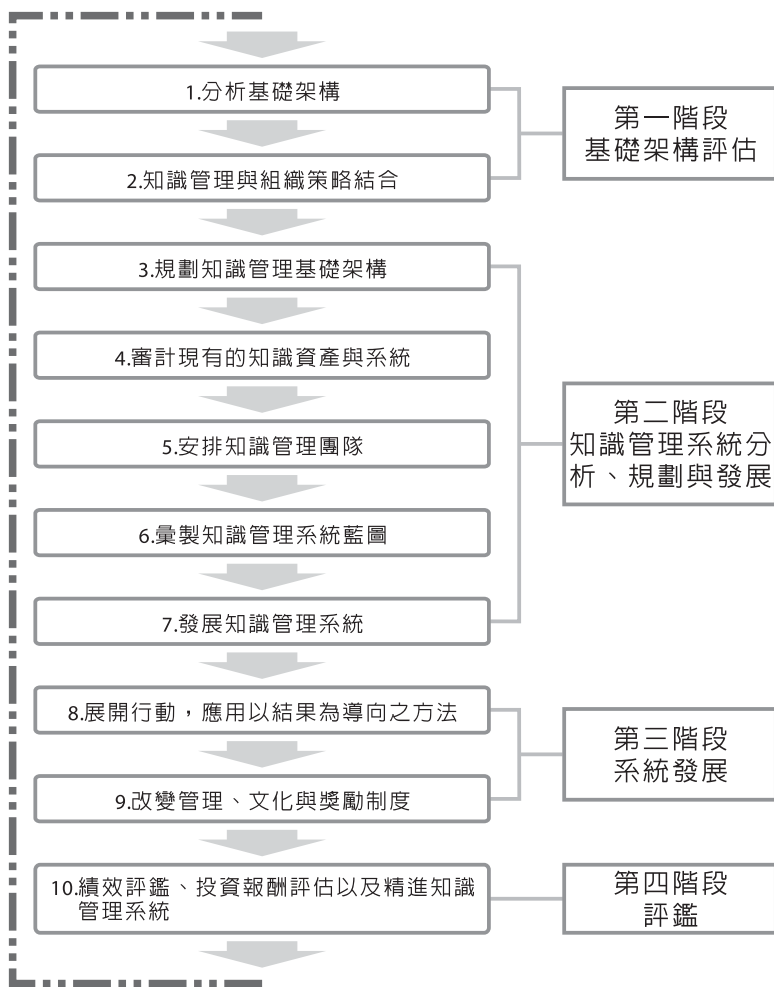 1.分析基礎架構
2.知識管理與組織策略結合
第一階段
基礎架構評估
3.規劃知識管理基礎架構
4.審計現有的知識資產與系統
5.安排知識管理團隊
6.彙製知識管理系統藍圖
7.發展知識管理系統
第二階段
知識管理系統分
析、規劃與發展
8.展開行動，應用以結果為導向之方法
9.改變管理、文化與獎勵制度
第三階段
系統發展
10.績效評鑑、投資報酬評估以及精進知識
管理系統
第四階段
評鑑